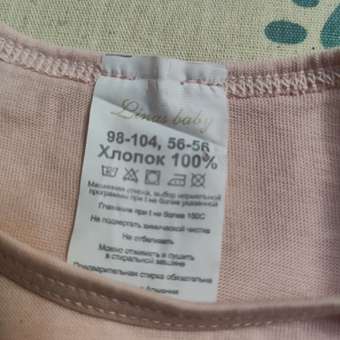 Linas baby
98-104, 56-56
Хлопок 100%
Машинная стирка, выбор нормальной
программы при t не более указанной
Глажение при t не более 150С
Не подвергать химической чистке
Не отбеливать
Можно отжимать и сушить
в стиральной машине
Предварительная стирка обязательна
Армения